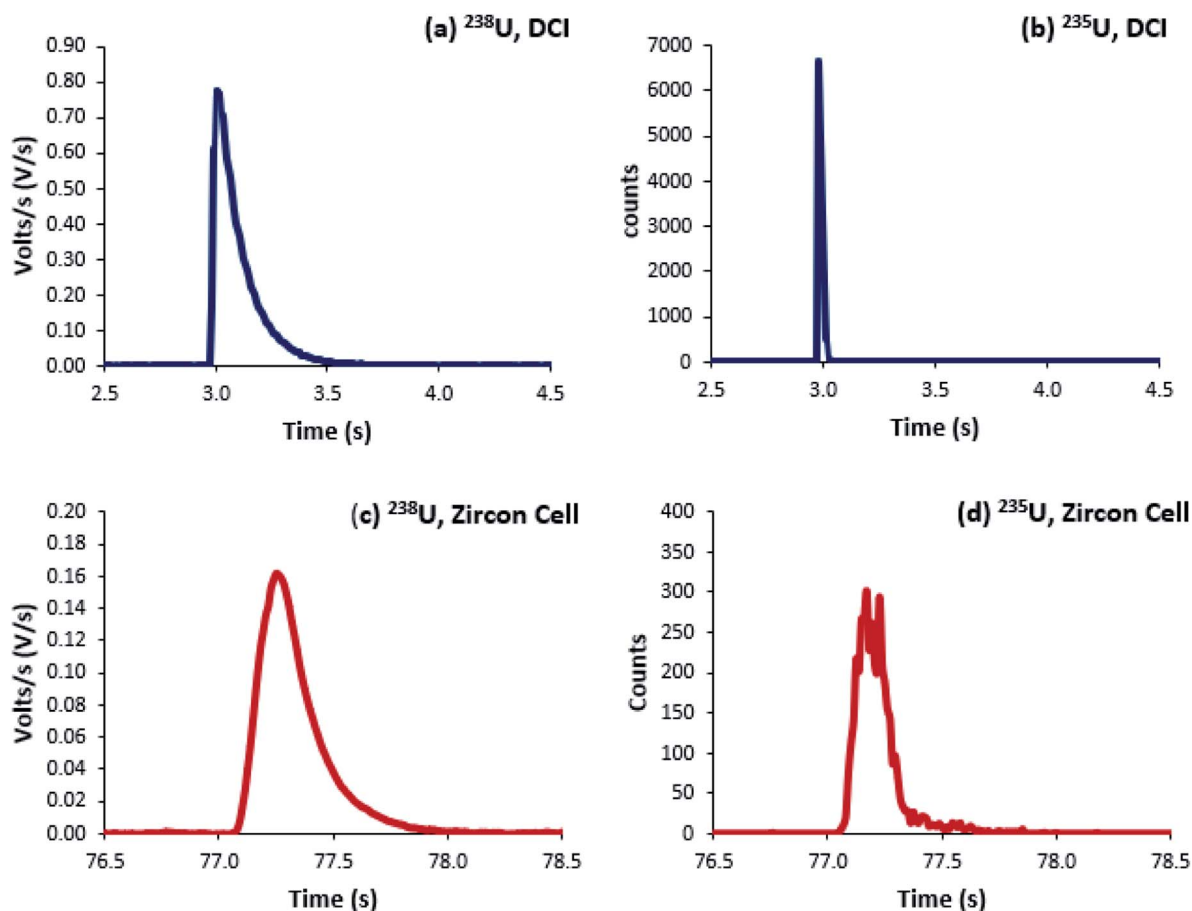 (a) ²³⁸U, DCI
0.90
0.80
0.70
0.60
0.50
0.40
0.30
0.20
0.10
0.00
Volts/s (V/s)
2.5 3.0 3.5 4.0 4.5
Time (s)
(b) ²³⁵U, DCI
7000
6000
5000
4000
3000
2000
1000
0
counts
2.5 3.0 3.5 4.0 4.5
Time (s)
(c) ²³⁸U, Zircon Cell
0.20
0.18
0.16
0.14
0.12
0.10
0.08
0.06
0.04
0.02
0.00
Volts/s (V/s)
76.5 77.0 77.5 78.0 78.5
Time (s)
(d) ²³⁵U, Zircon Cell
400
350
300
250
200
150
100
50
0
Counts
76.5 77.0 77.5 78.0 78.5
Time (s)